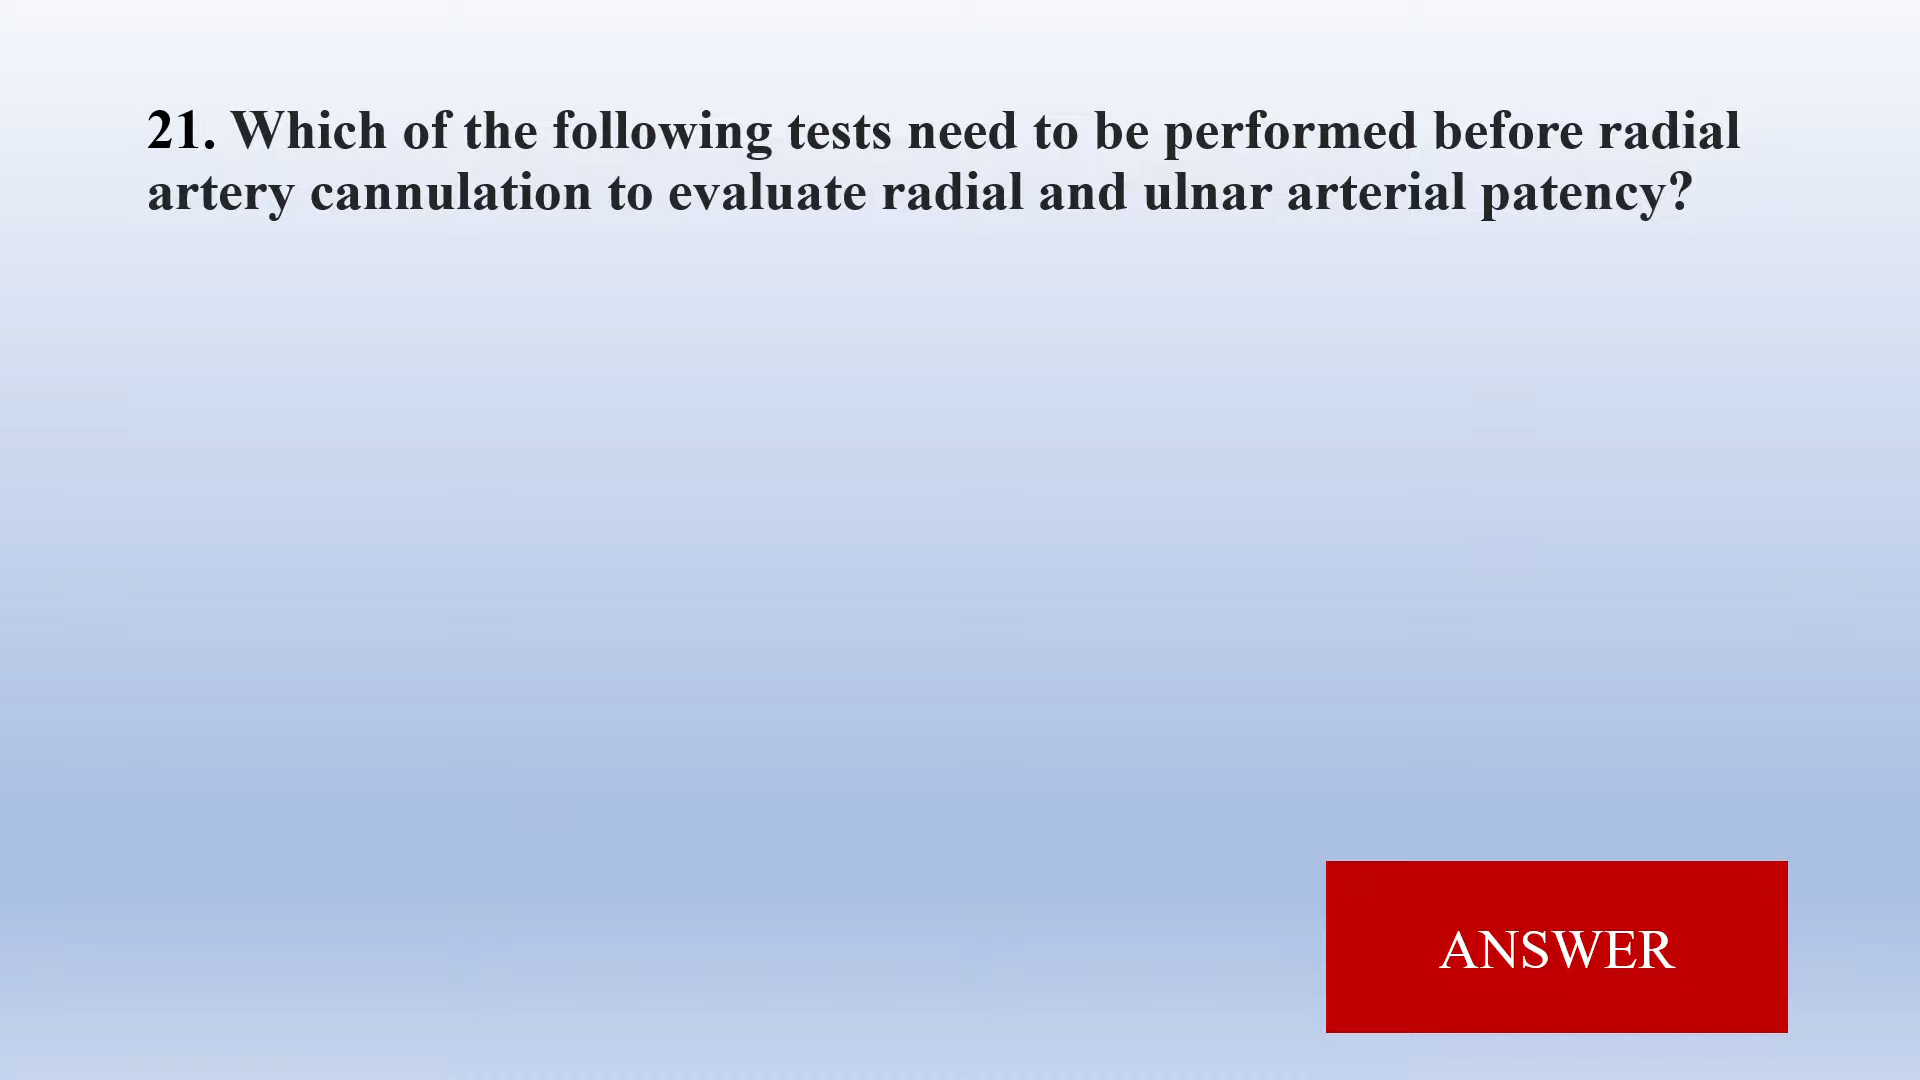 21. Which of the following tests need to be performed before radial
artery cannulation to evaluate radial and ulnar arterial patency?
ANSWER